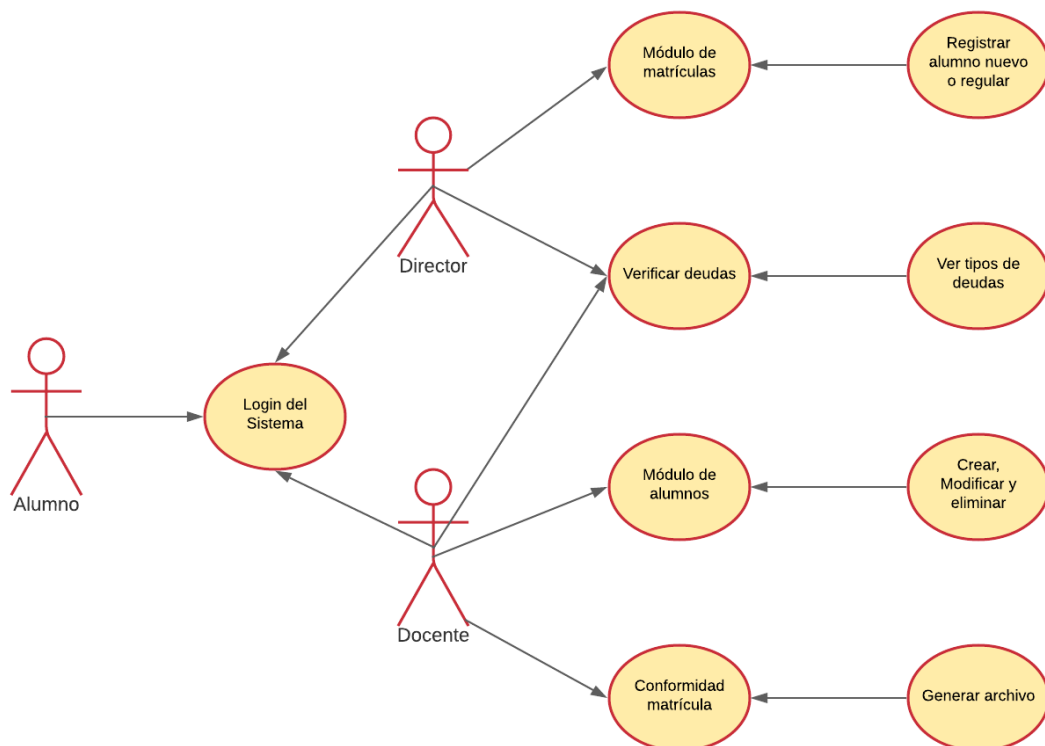 Módulo de
matrículas
Registrar
alumno nuevo
o regular
Director
Verificar deudas
Ver tipos de
deudas
Login del
Sistema
Alumno
Módulo de
alumnos
Crear,
Modificar y
eliminar
Docente
Conformidad
matrícula
Generar archivo